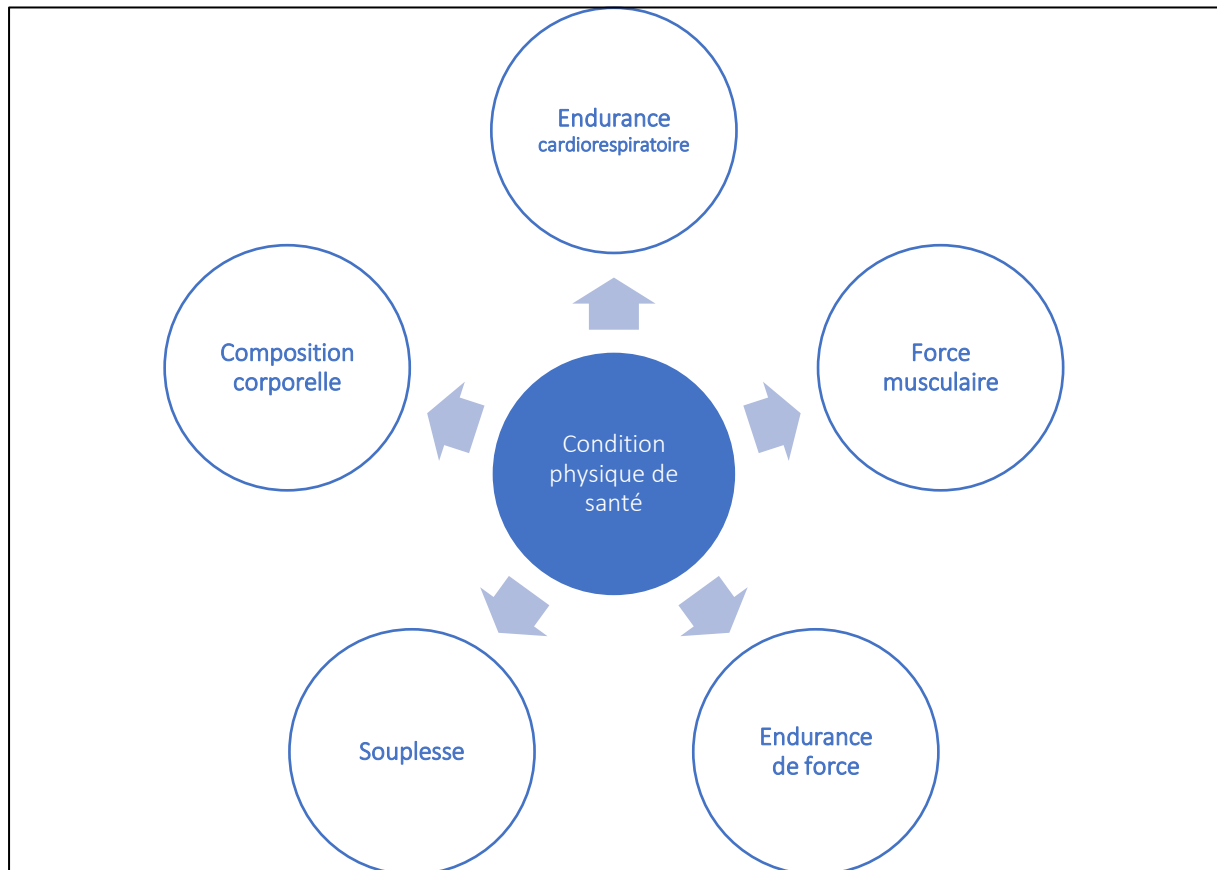 Endurance
cardiorespiratoire
Composition
corporelle
Force
musculaire
Condition
physique de
santé
Souplesse
Endurance
de force